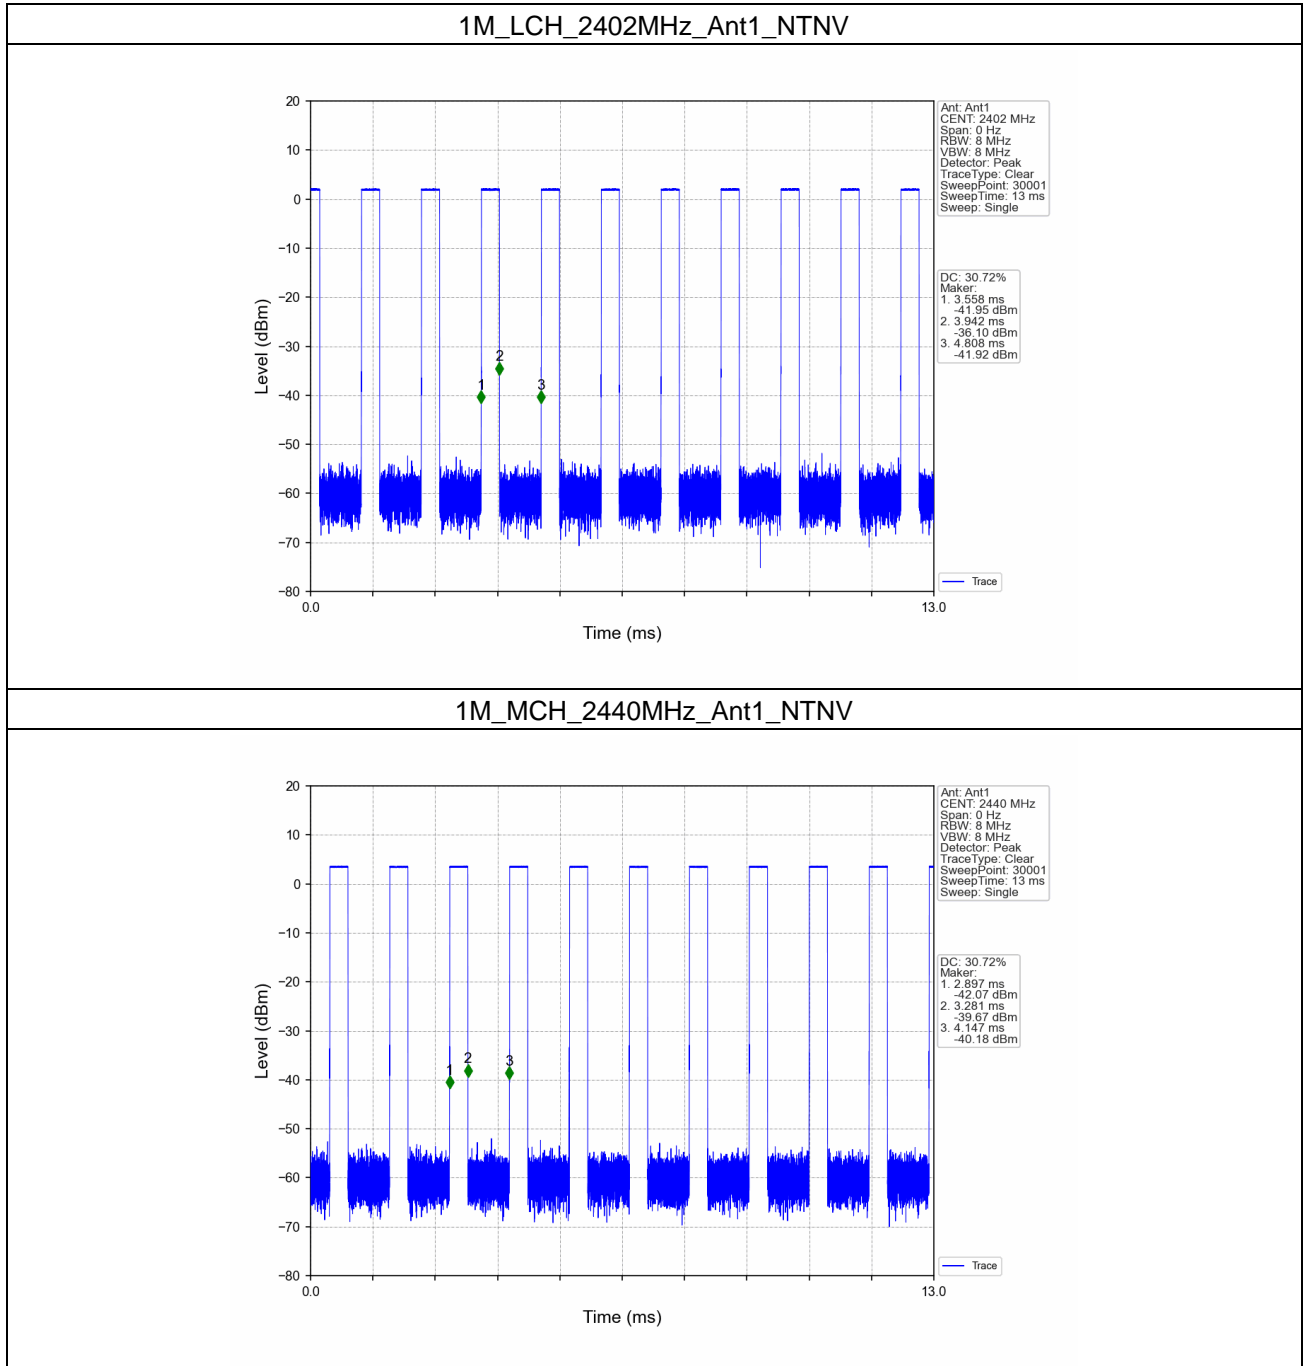 1M_LCH_2402MHz_Ant1_NTNV
20
10
0
−10
−20
−30
−40
−50
−60
−70
−80
Level (dBm)
1
2
3
0.0
13.0
Time (ms)
Ant: Ant1
CENT: 2402 MHz
Span: 0 Hz
RBW: 8 MHz
VBW: 8 MHz
Detector: Peak
TraceType: Clear
SweepPoint: 30001
SweepTime: 13 ms
Sweep: Single
DC: 30.72%
Maker:
1. 3.558 ms
-41.95 dBm
2. 3.942 ms
-36.10 dBm
3. 4.808 ms
-41.92 dBm
Trace
1M_MCH_2440MHz_Ant1_NTNV
20
10
0
−10
−20
−30
−40
−50
−60
−70
−80
Level (dBm)
1
2
3
0.0
13.0
Time (ms)
Ant: Ant1
CENT: 2440 MHz
Span: 0 Hz
RBW: 8 MHz
VBW: 8 MHz
Detector: Peak
TraceType: Clear
SweepPoint: 30001
SweepTime: 13 ms
Sweep: Single
DC: 30.72%
Maker:
1. 2.897 ms
-42.07 dBm
2. 3.281 ms
-39.67 dBm
3. 4.147 ms
-40.18 dBm
Trace